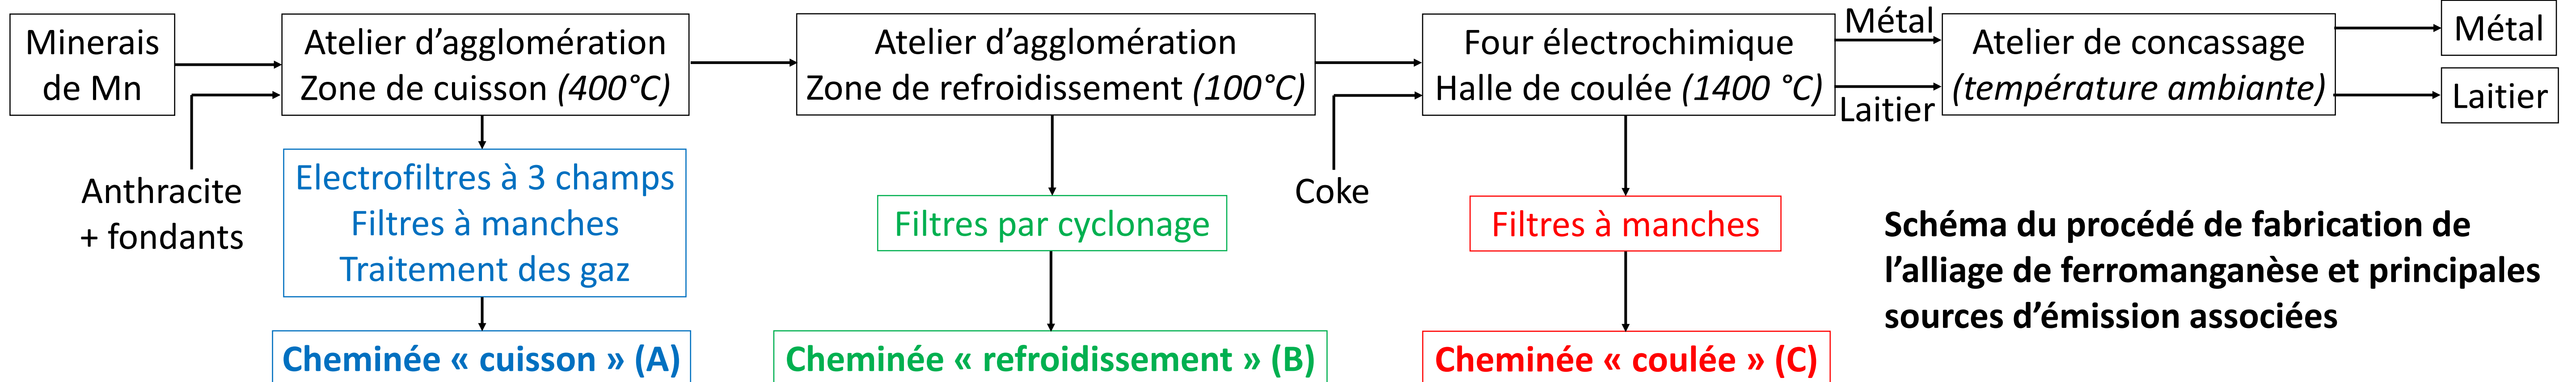 Minerais
de Mn
Anthracite
+ fondants
Atelier d’agglomération
Zone de cuisson (400°C)
Electrofiltres à 3 champs
Filtres à manches
Traitement des gaz
Cheminée « cuisson » (A)
Atelier d’agglomération
Zone de refroidissement (100°C)
Filtres par cyclonage
Cheminée « refroidissement » (B)
Coke
Four électrochimique
Halle de coulée (1400 °C)
Filtres à manches
Cheminée « coulée » (C)
Métal
Laitier
Atelier de concassage
(température ambiante)
Métal
Laitier
Schéma du procédé de fabrication de
l’alliage de ferromanganèse et principales
sources d’émission associées